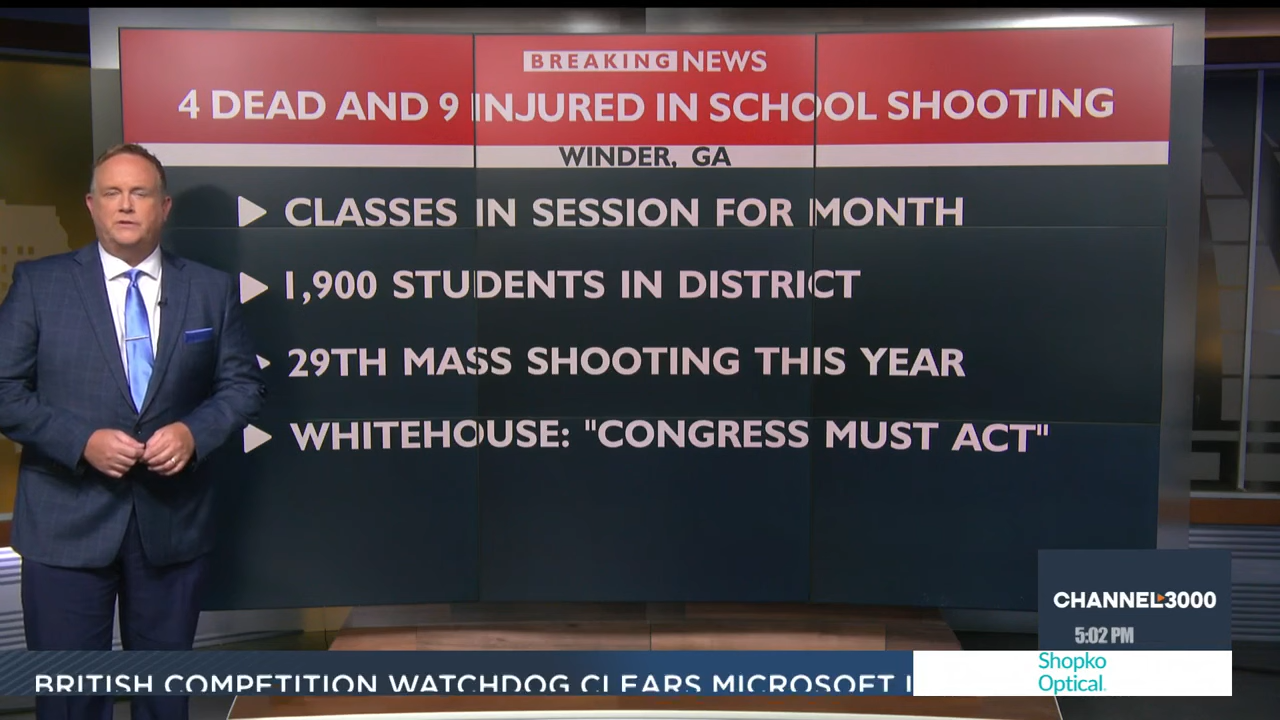 BREAKING NEWS
4 DEAD AND 9 INJURED IN SCHOOL SHOOTING
WINDER, GA
CLASSES IN SESSION FOR MONTH
1,900 STUDENTS IN DISTRICT
29TH MASS SHOOTING THIS YEAR
WHITEHOUSE: "CONGRESS MUST ACT"
CHANNEL3000
5:02 PM
BRITISH COMPETITION WATCHDOG CLEARS MICROSOFT
Shopko
Optical.